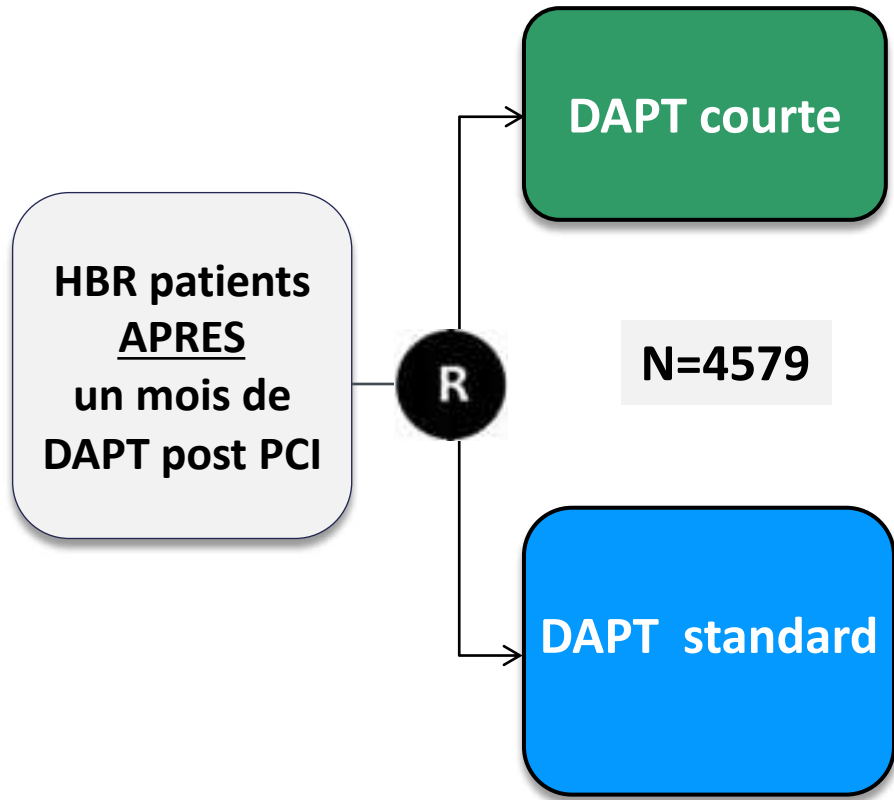 HBR patients
APRES
un mois de
DAPT post PCI
R
DAPT courte
N=4579
DAPT standard